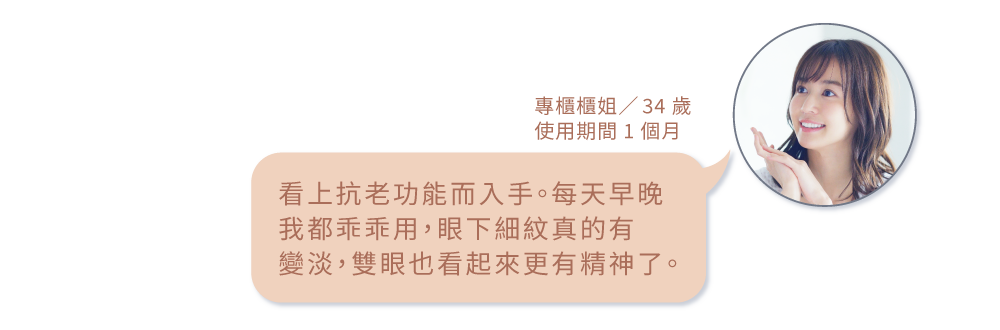 專櫃櫃姐／34 歲
使用期間 1 個月
看上抗老功能而入手。每天早晚
我都乖乖用，眼下細紋真的有
變淡，雙眼也看起來更有精神了。